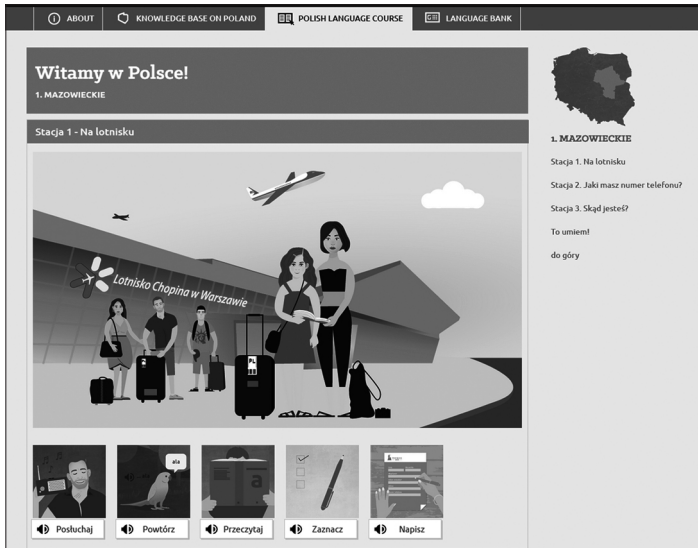 ABOUT
KNOWLEDGE BASE ON POLAND
POLISH LANGUAGE COURSE
LANGUAGE BANK
Witamy w Polsce!
1. MAZOWIECKIE
Stacja 1 - Na lotnisku
Lotnisko Chopina w Warszawie
PL
ala
a
Posłuchaj
Powtórz
Przeczytaj
Zaznacz
Napisz
1. MAZOWIECKIE
Stacja 1. Na lotnisku
Stacja 2. Jaki masz numer telefonu?
Stacja 3. Skąd jesteś?
To umiem!
do góry